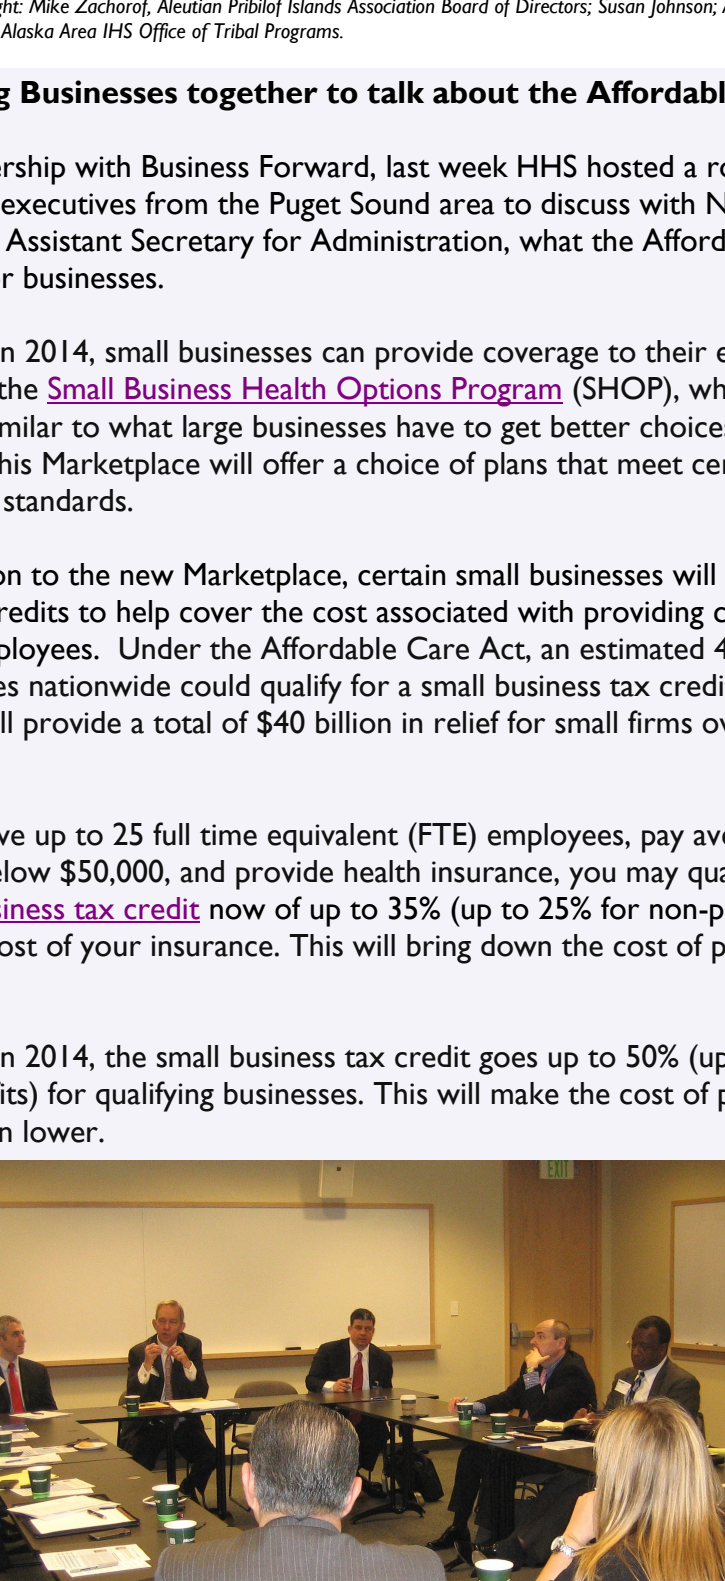 ght: Mike Zachorof, Aleutian Pribilof Islands Association Board of Directors; Susan Johnson; A
Alaska Area IHS Office of Tribal Programs.
g Businesses together to talk about the Affordabl
ership with Business Forward, last week HHS hosted a ro
executives from the Puget Sound area to discuss with N
Assistant Secretary for Administration, what the Afford
r businesses.
n 2014, small businesses can provide coverage to their e
the Small Business Health Options Program (SHOP), wh
milar to what large businesses have to get better choices
his Marketplace will offer a choice of plans that meet cer
standards.
on to the new Marketplace, certain small businesses will
redits to help cover the cost associated with providing c
ployees.  Under the Affordable Care Act, an estimated 4
es nationwide could qualify for a small business tax credi
ll provide a total of $40 billion in relief for small firms ov
ve up to 25 full time equivalent (FTE) employees, pay ave
elow $50,000, and provide health insurance, you may qua
siness tax credit now of up to 35% (up to 25% for non-p
ost of your insurance. This will bring down the cost of p
n 2014, the small business tax credit goes up to 50% (up
fits) for qualifying businesses. This will make the cost of p
n lower.
EXIT